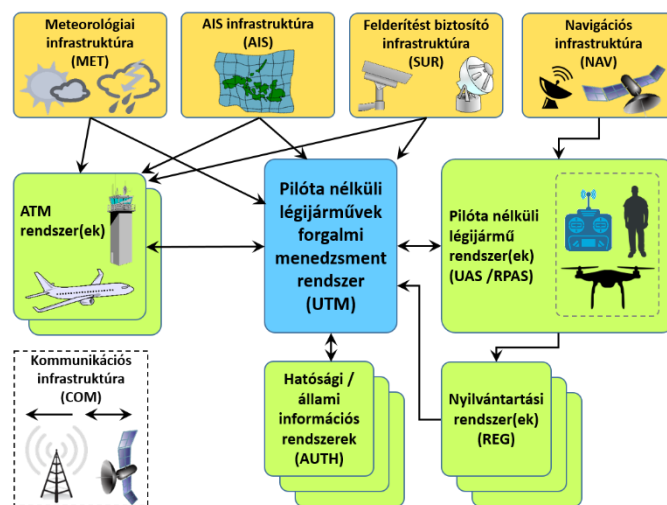 Meteorológiai
infrastruktúra
(MET)
AIS infrastruktúra
(AIS)
Felderítést biztosító
infrastruktúra
(SUR)
Navigációs
infrastruktúra
(NAV)
ATM
rendszer(ek)
Pilóta nélküli
légijárművek
forgalmi
menedzsment
rendszer
(UTM)
Pilóta nélküli
légijármű
rendszer(ek)
(UAS /RPAS)
Kommunikációs
infrastruktúra
(COM)
Hatósági /
állami
információs
rendszerek
(AUTH)
Nyilvántartási
rendszer(ek)
(REG)